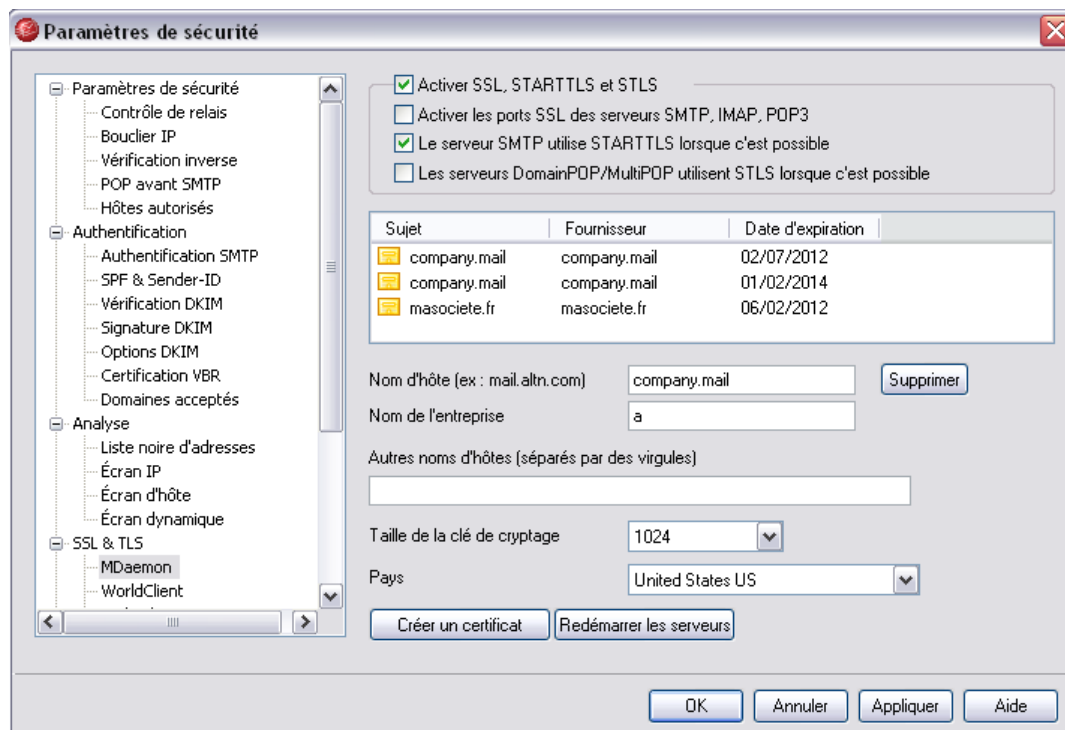 Paramètres de sécurité
Paramètres de sécurité
Contrôle de relais
Bouclier IP
Vérification inverse
POP avant SMTP
Hôtes autorisés
Authentification
Authentification SMTP
SPF & Sender-ID
Vérification DKIM
Signature DKIM
Options DKIM
Certification VBR
Domaines acceptés
Analyse
Liste noire d'adresses
Écran IP
Écran d'hôte
Écran dynamique
SSL & TLS
MDaemon
WorldClient
Activer SSL, STARTTLS et STLS
Activer les ports SSL des serveurs SMTP, IMAP, POP3
Le serveur SMTP utilise STARTTLS lorsque c'est possible
Les serveurs DomainPOP/MultiPOP utilisent STLS lorsque c'est possible
Sujet Fournisseur Date d'expiration
company.mail company.mail 02/07/2012
company.mail company.mail 01/02/2014
masociete.fr masociete.fr 06/02/2012
Nom d'hôte (ex : mail.altn.com) company.mail Supprimer
Nom de l'entreprise a
Autres noms d'hôtes (séparés par des virgules)
Taille de la clé de cryptage 1024
Pays United States US
Créer un certificat Redémarrer les serveurs
OK Annuler Appliquer Aide